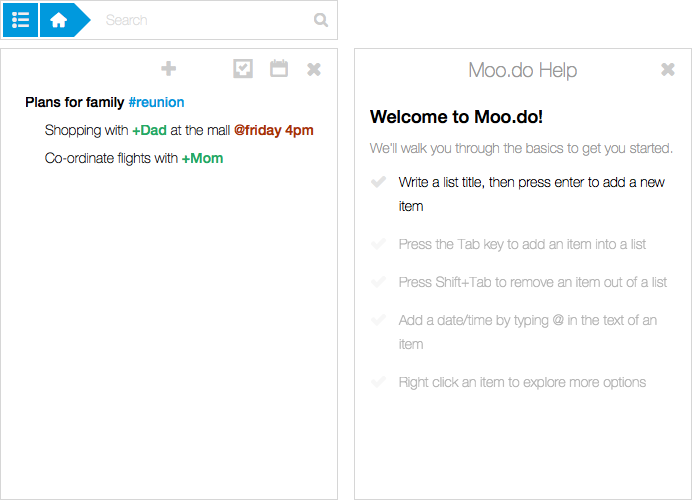 Search
Plans for family #reunion
Shopping with +Dad at the mall @friday 4pm
Co-ordinate flights with +Mom
Moo.do Help
Welcome to Moo.do!
We'll walk you through the basics to get you started.
Write a list title, then press enter to add a new
item
Press the Tab key to add an item into a list
Press Shift+Tab to remove an item out of a list
Add a date/time by typing @ in the text of an
item
Right click an item to explore more options